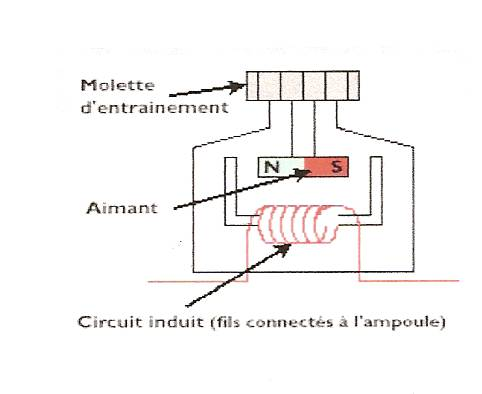 Molette
d'entrainement
N S
Aimant
Circuit induit (fils connectés à l'ampoule)